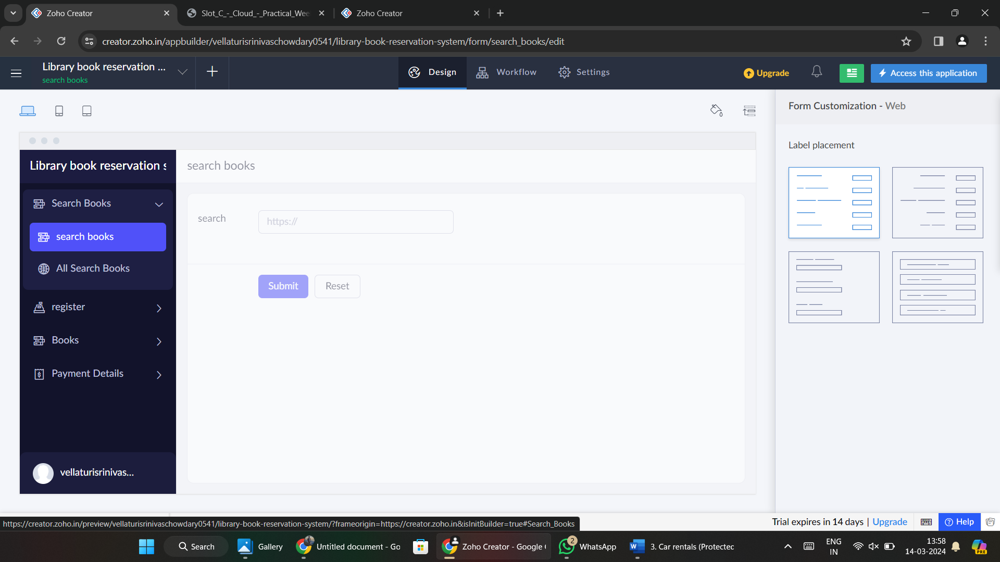 Zoho Creator
Slot_C_-_Cloud_-_Practical_Wee
Zoho Creator
creator.zoho.in/appbuilder/vellaturisrinivaschowdary0541/library-book-reservation-system/form/search_books/edit
Library book reservation ...
search books
Design
Workflow
Settings
Upgrade
Access this application
Form Customization - Web
Label placement
Library book reservation s
search books
Search Books
search
https://
search books
All Search Books
Submit
Reset
register
Books
Payment Details
vellaturisrinivas...
https://creator.zoho.in/preview/vellaturisrinivaschowdary0541/library-book-reservation-system/?frameorigin=https://creator.zoho.in&isInitBuilder=true#Search_Books
Trial expires in 14 days | Upgrade
Help
Search
Gallery
Untitled document - Go
Zoho Creator - Google
2
WhatsApp
W
3. Car rentals (Protected
ENG
IN
13:58
14-03-2024
PRE